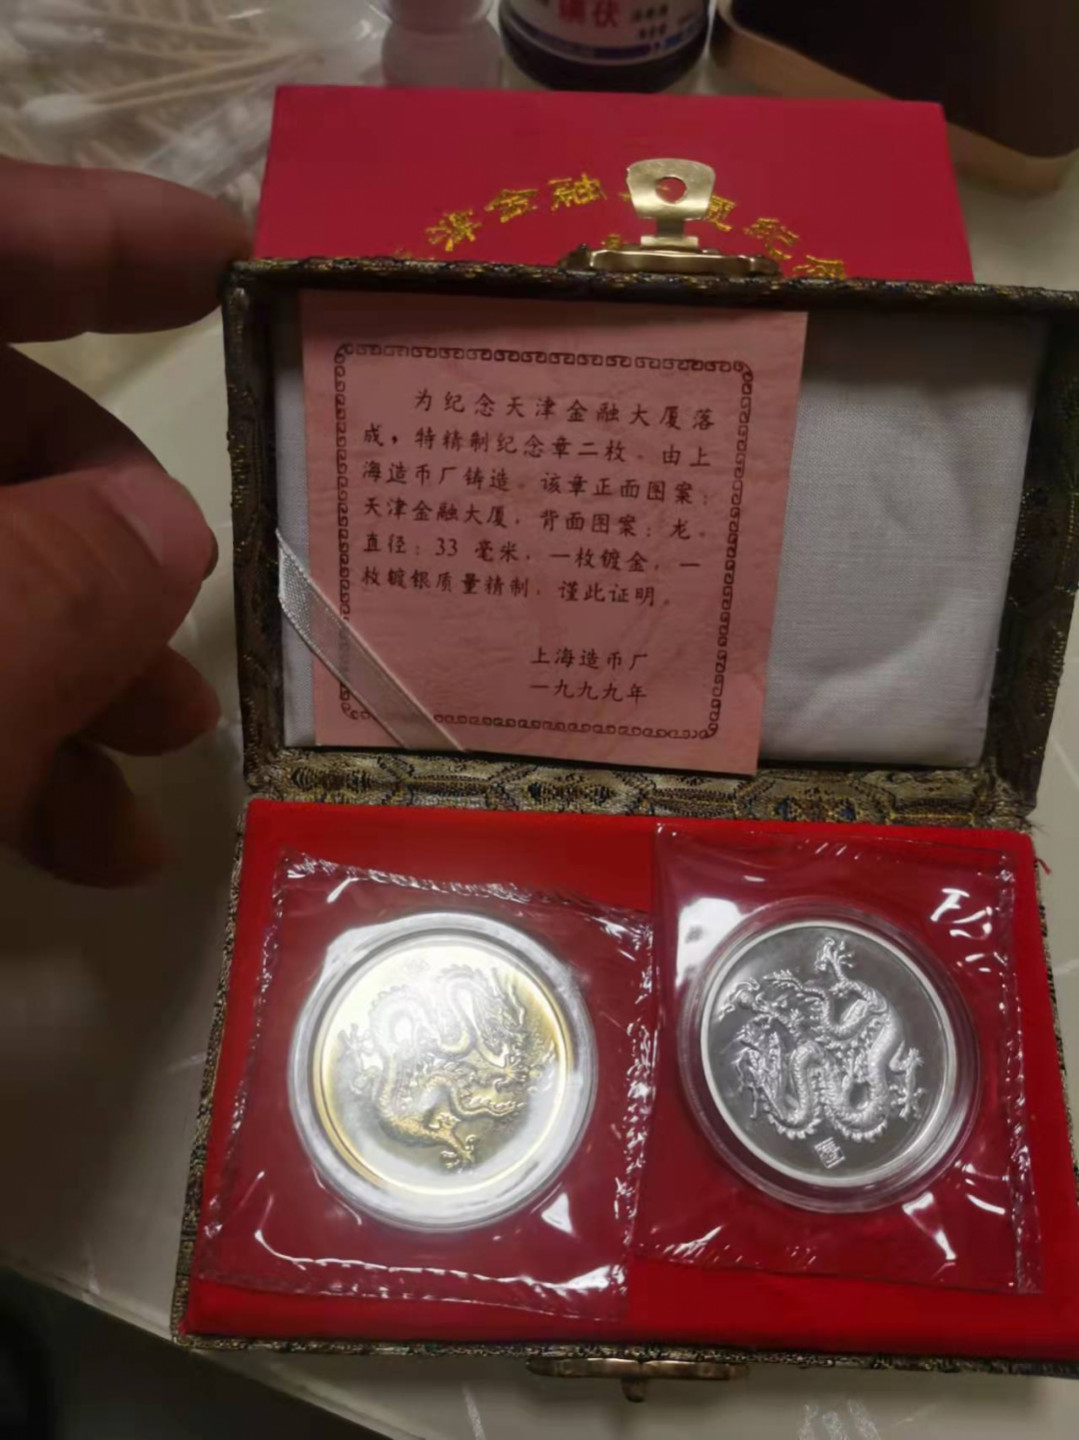 碘伏
为纪念天津金融大厦落
成，特精制纪念章二枚。由上
海造币厂铸造。该章正面图案：
天津金融大厦，背面图案：龙。
直径：33 毫米，一枚镀金，一
枚镀银质量精制，谨此证明。
上海造币厂
一九九九年